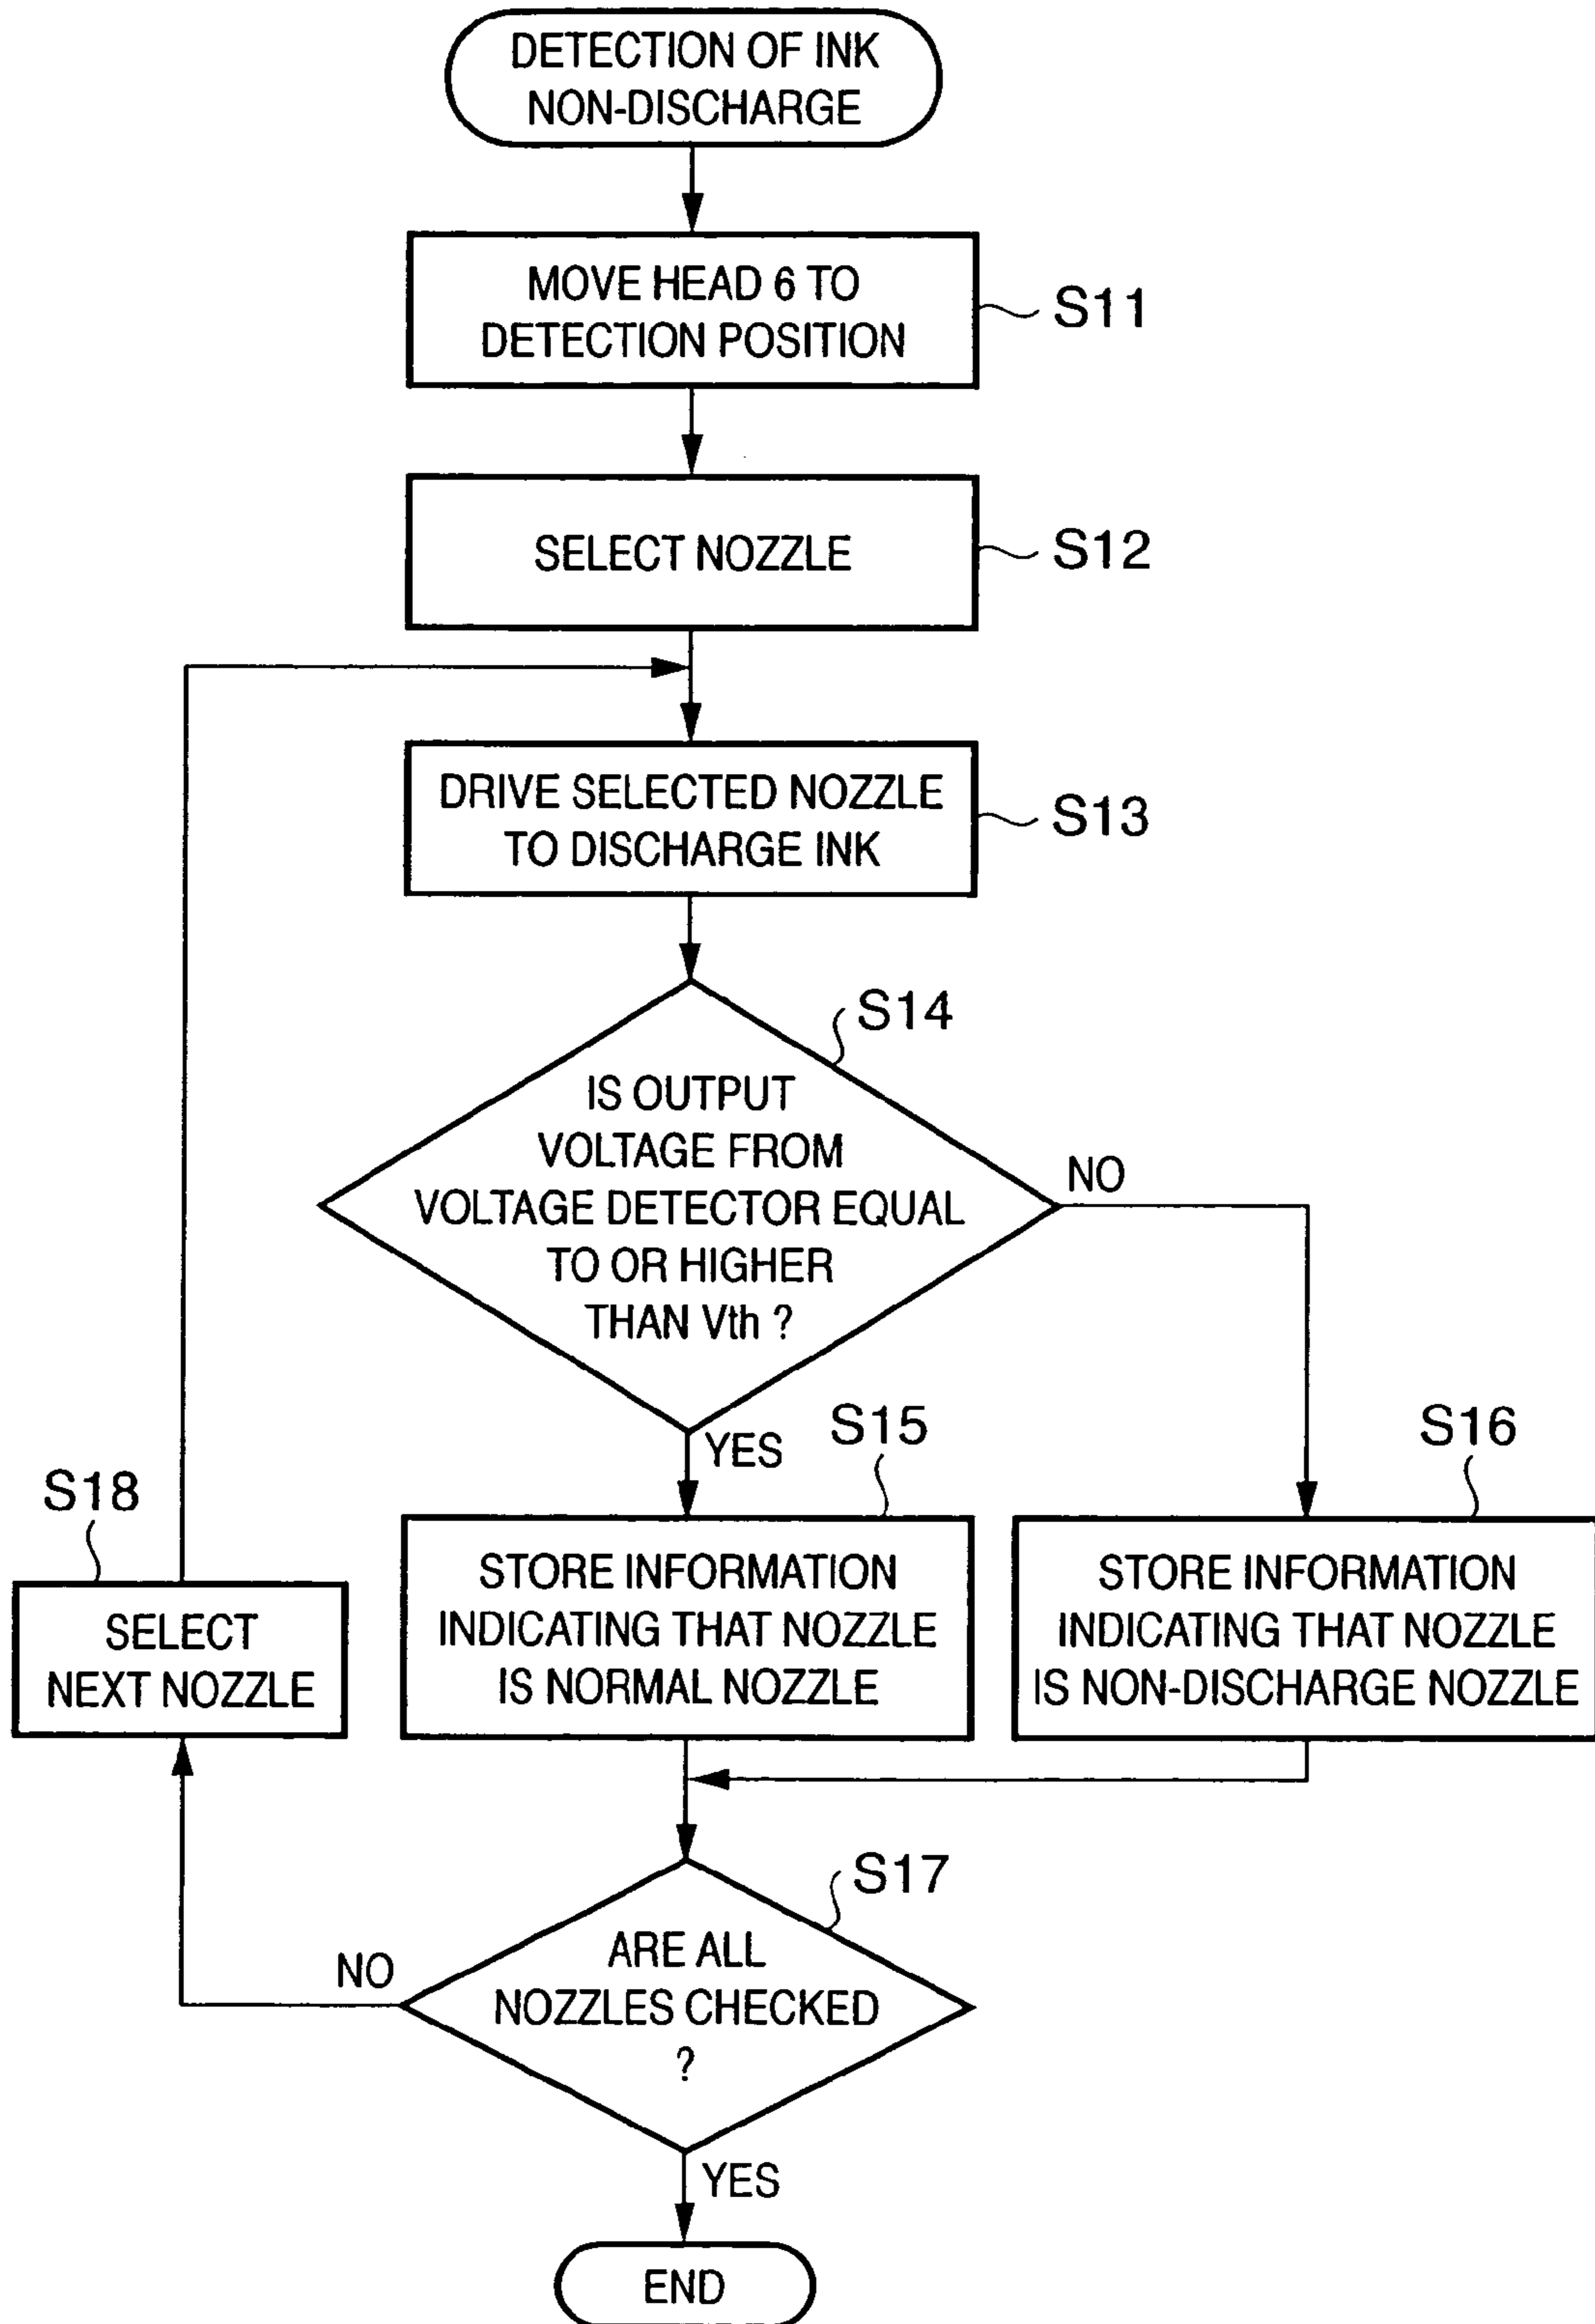 DETECTION OF INK
NON-DISCHARGE
MOVE HEAD 6 TO
DETECTION POSITION
S11
SELECT NOZZLE
S12
DRIVE SELECTED NOZZLE
TO DISCHARGE INK
S13
S14
IS OUTPUT
VOLTAGE FROM
VOLTAGE DETECTOR EQUAL
TO OR HIGHER
THAN Vth ?
NO
YES
S15
STORE INFORMATION
INDICATING THAT NOZZLE
IS NORMAL NOZZLE
S16
STORE INFORMATION
INDICATING THAT NOZZLE
IS NON-DISCHARGE NOZZLE
S18
SELECT
NEXT NOZZLE
S17
ARE ALL
NOZZLES CHECKED
?
NO
YES
END